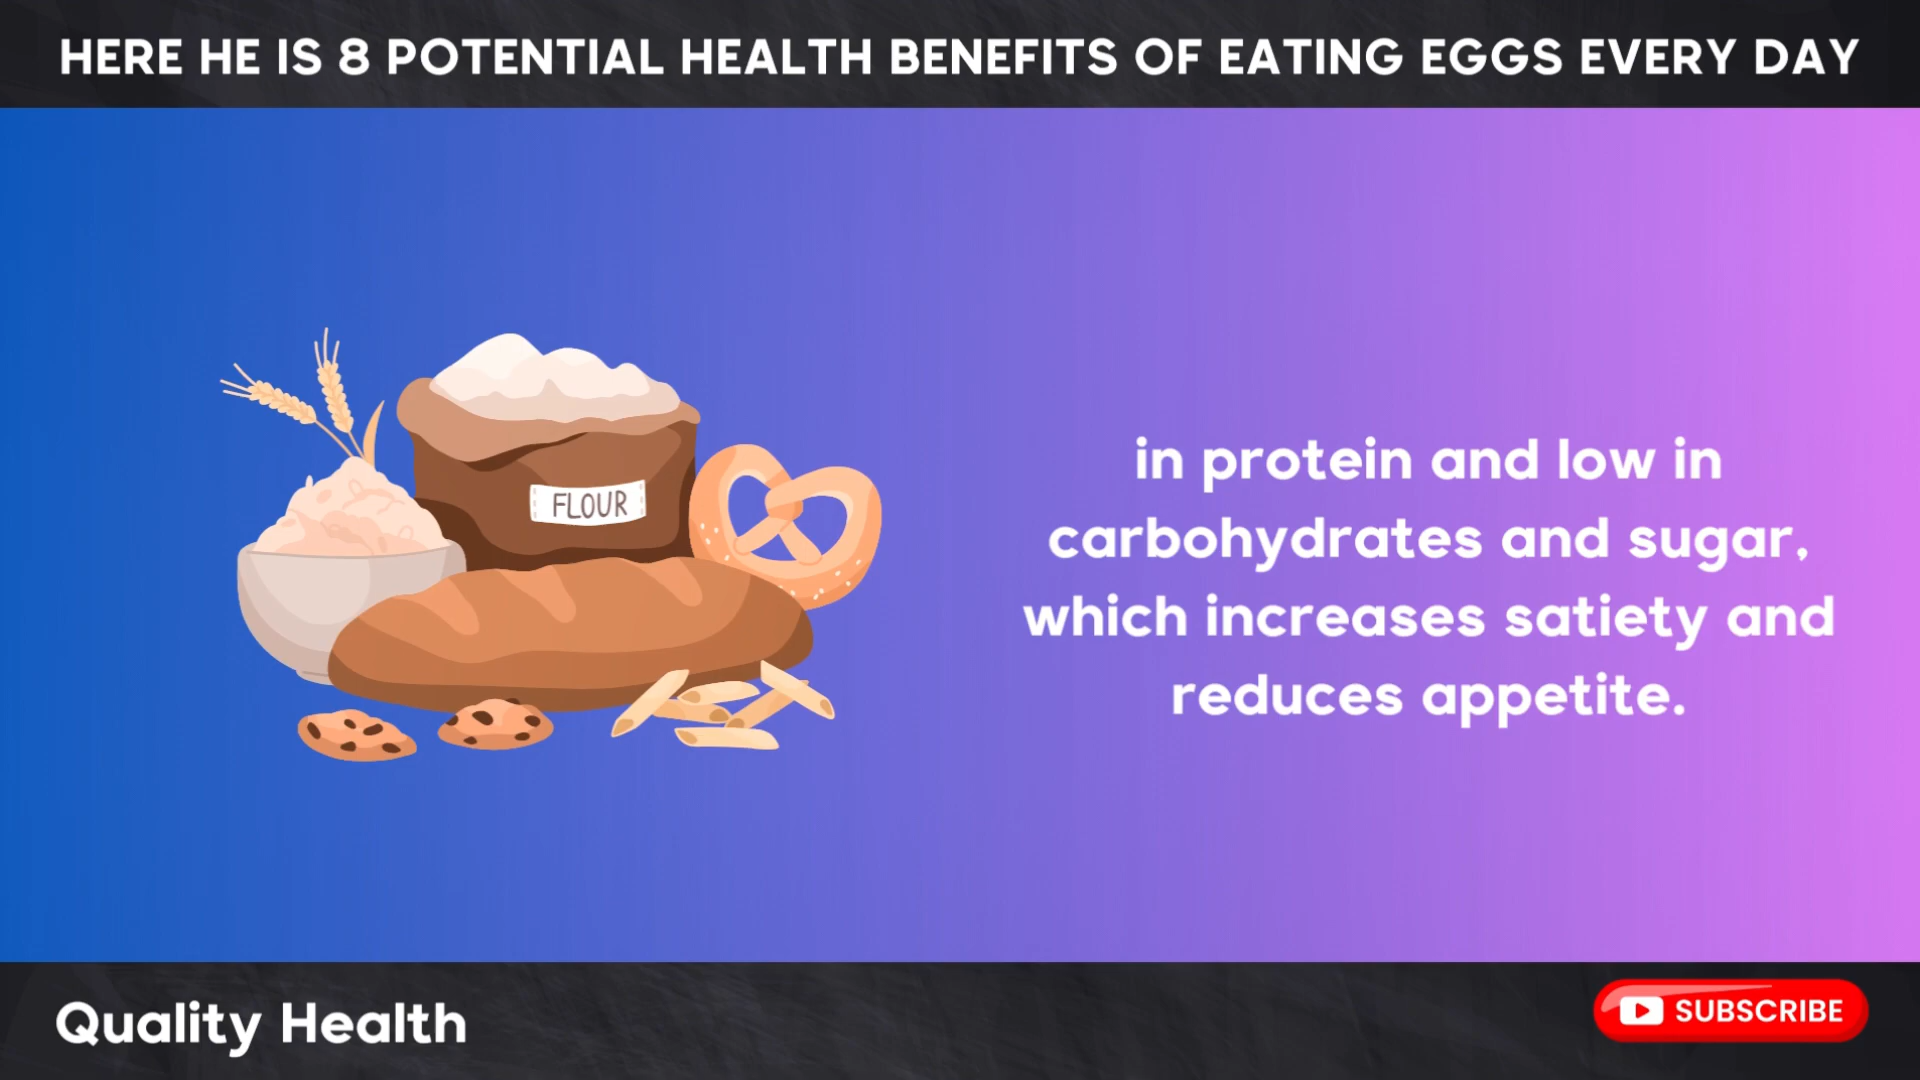 HERE HE IS 8 POTENTIAL HEALTH BENEFITS OF EATING EGGS EVERY DAY
FLOUR
in protein and low in
carbohydrates and sugar,
which increases satiety and
reduces appetite.
Quality Health
SUBSCRIBE